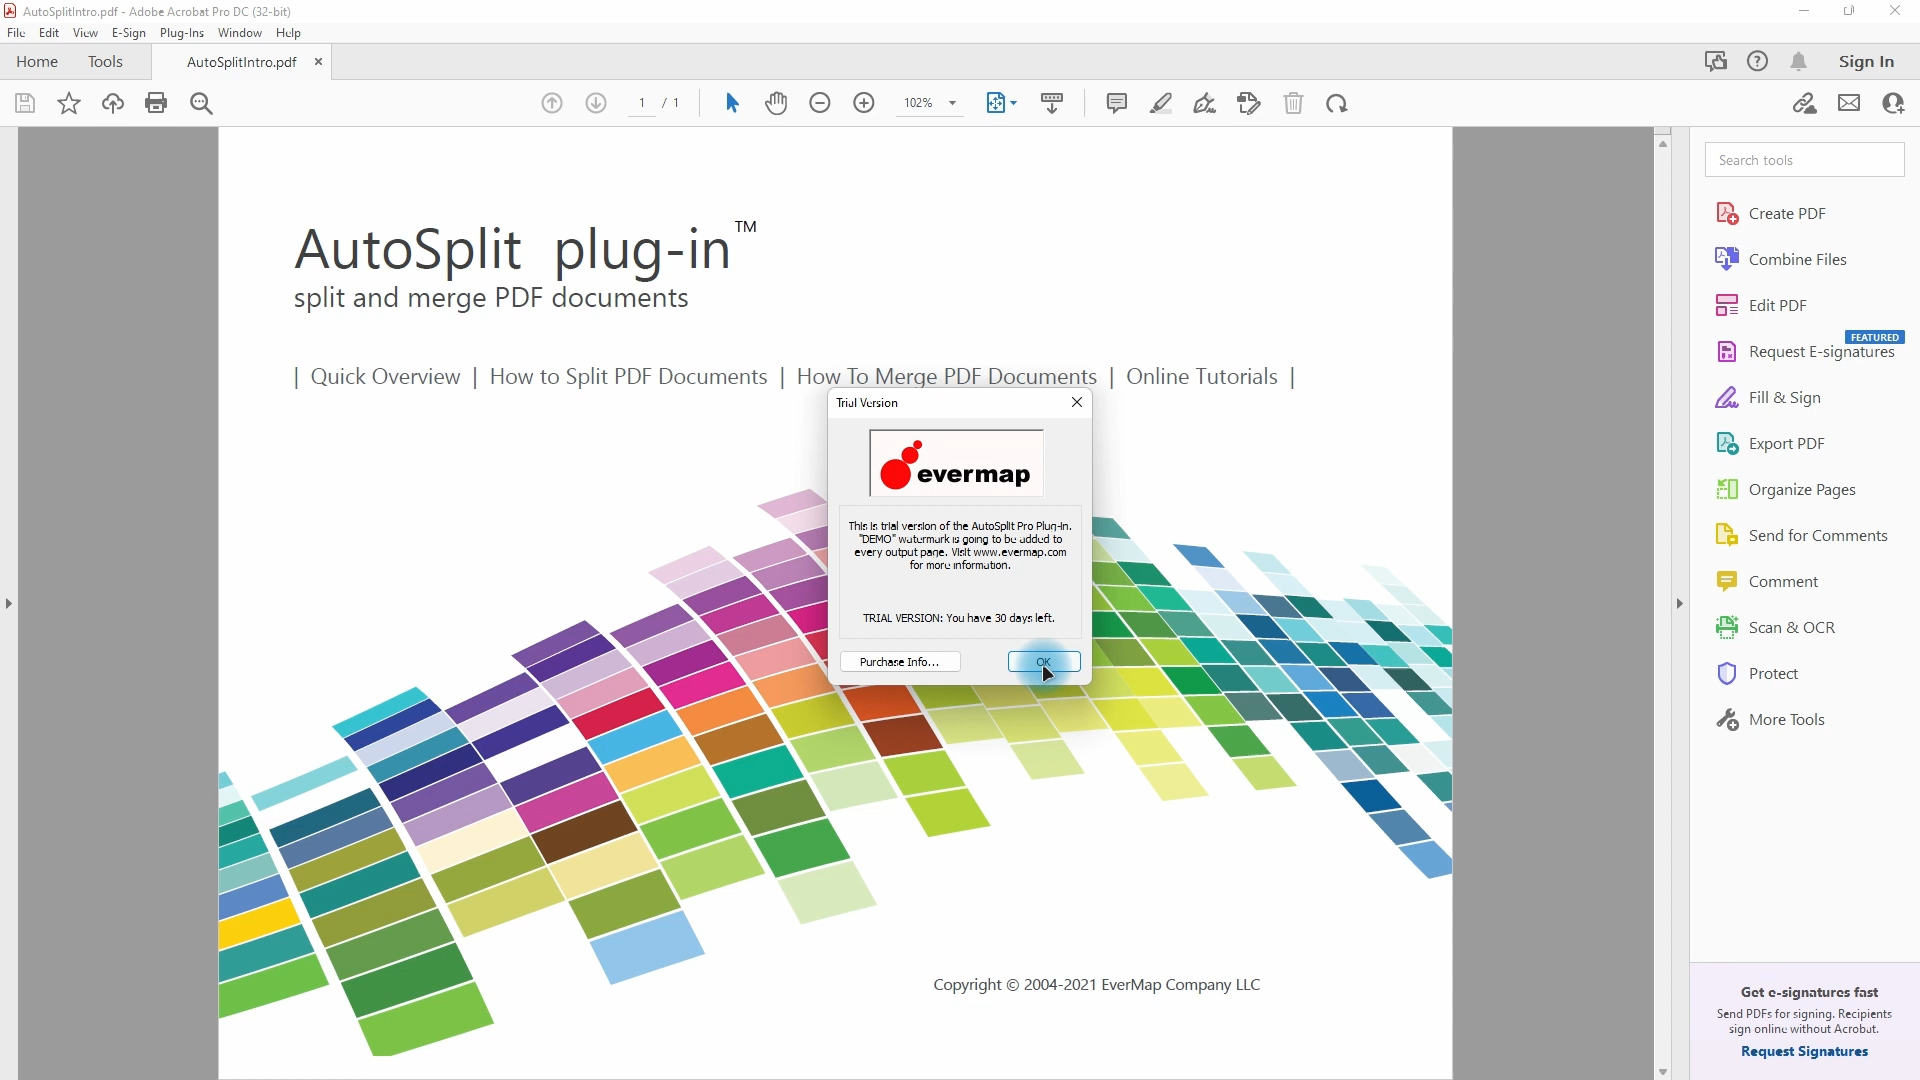 AutoSplitIntro.pdf - Adobe Acrobat Pro DC (32-bit)
File Edit View E-Sign Plug-Ins Window Help
Home Tools AutoSplitIntro.pdf Sign In
1 / 1 102%
AutoSplit plug-in™
split and merge PDF documents
| Quick Overview | How to Split PDF Documents | How To Merge PDF Documents | Online Tutorials |
Trial Version
evermap
This is trial version of the AutoSplit Pro Plug-in.
"DEMO" watermark is going to be added to
every output page. Visit www.evermap.com
for more information.
TRIAL VERSION: You have 30 days left.
Purchase Info... OK
Copyright © 2004-2021 EverMap Company LLC
Search tools
Create PDF
Combine Files
Edit PDF
FEATURED
Request E-signatures
Fill & Sign
Export PDF
Organize Pages
Send for Comments
Comment
Scan & OCR
Protect
More Tools
Get e-signatures fast
Send PDFs for signing. Recipients
sign online without Acrobat.
Request Signatures